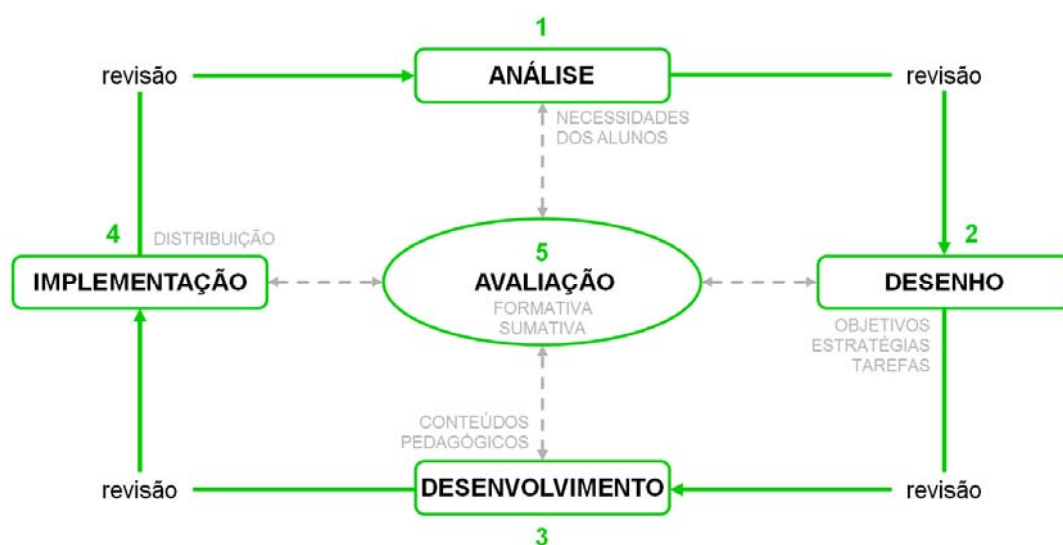 1
revisão
ANÁLISE
revisão
NECESSIDADES
DOS ALUNOS
4
DISTRIBUIÇÃO
IMPLEMENTAÇÃO
5
AVALIAÇÃO
FORMATIVA
SUMATIVA
2
DESENHO
OBJETIVOS
ESTRATÉGIAS
TAREFAS
CONTEÚDOS
PEDAGÓGICOS
revisão
DESENVOLVIMENTO
revisão
3